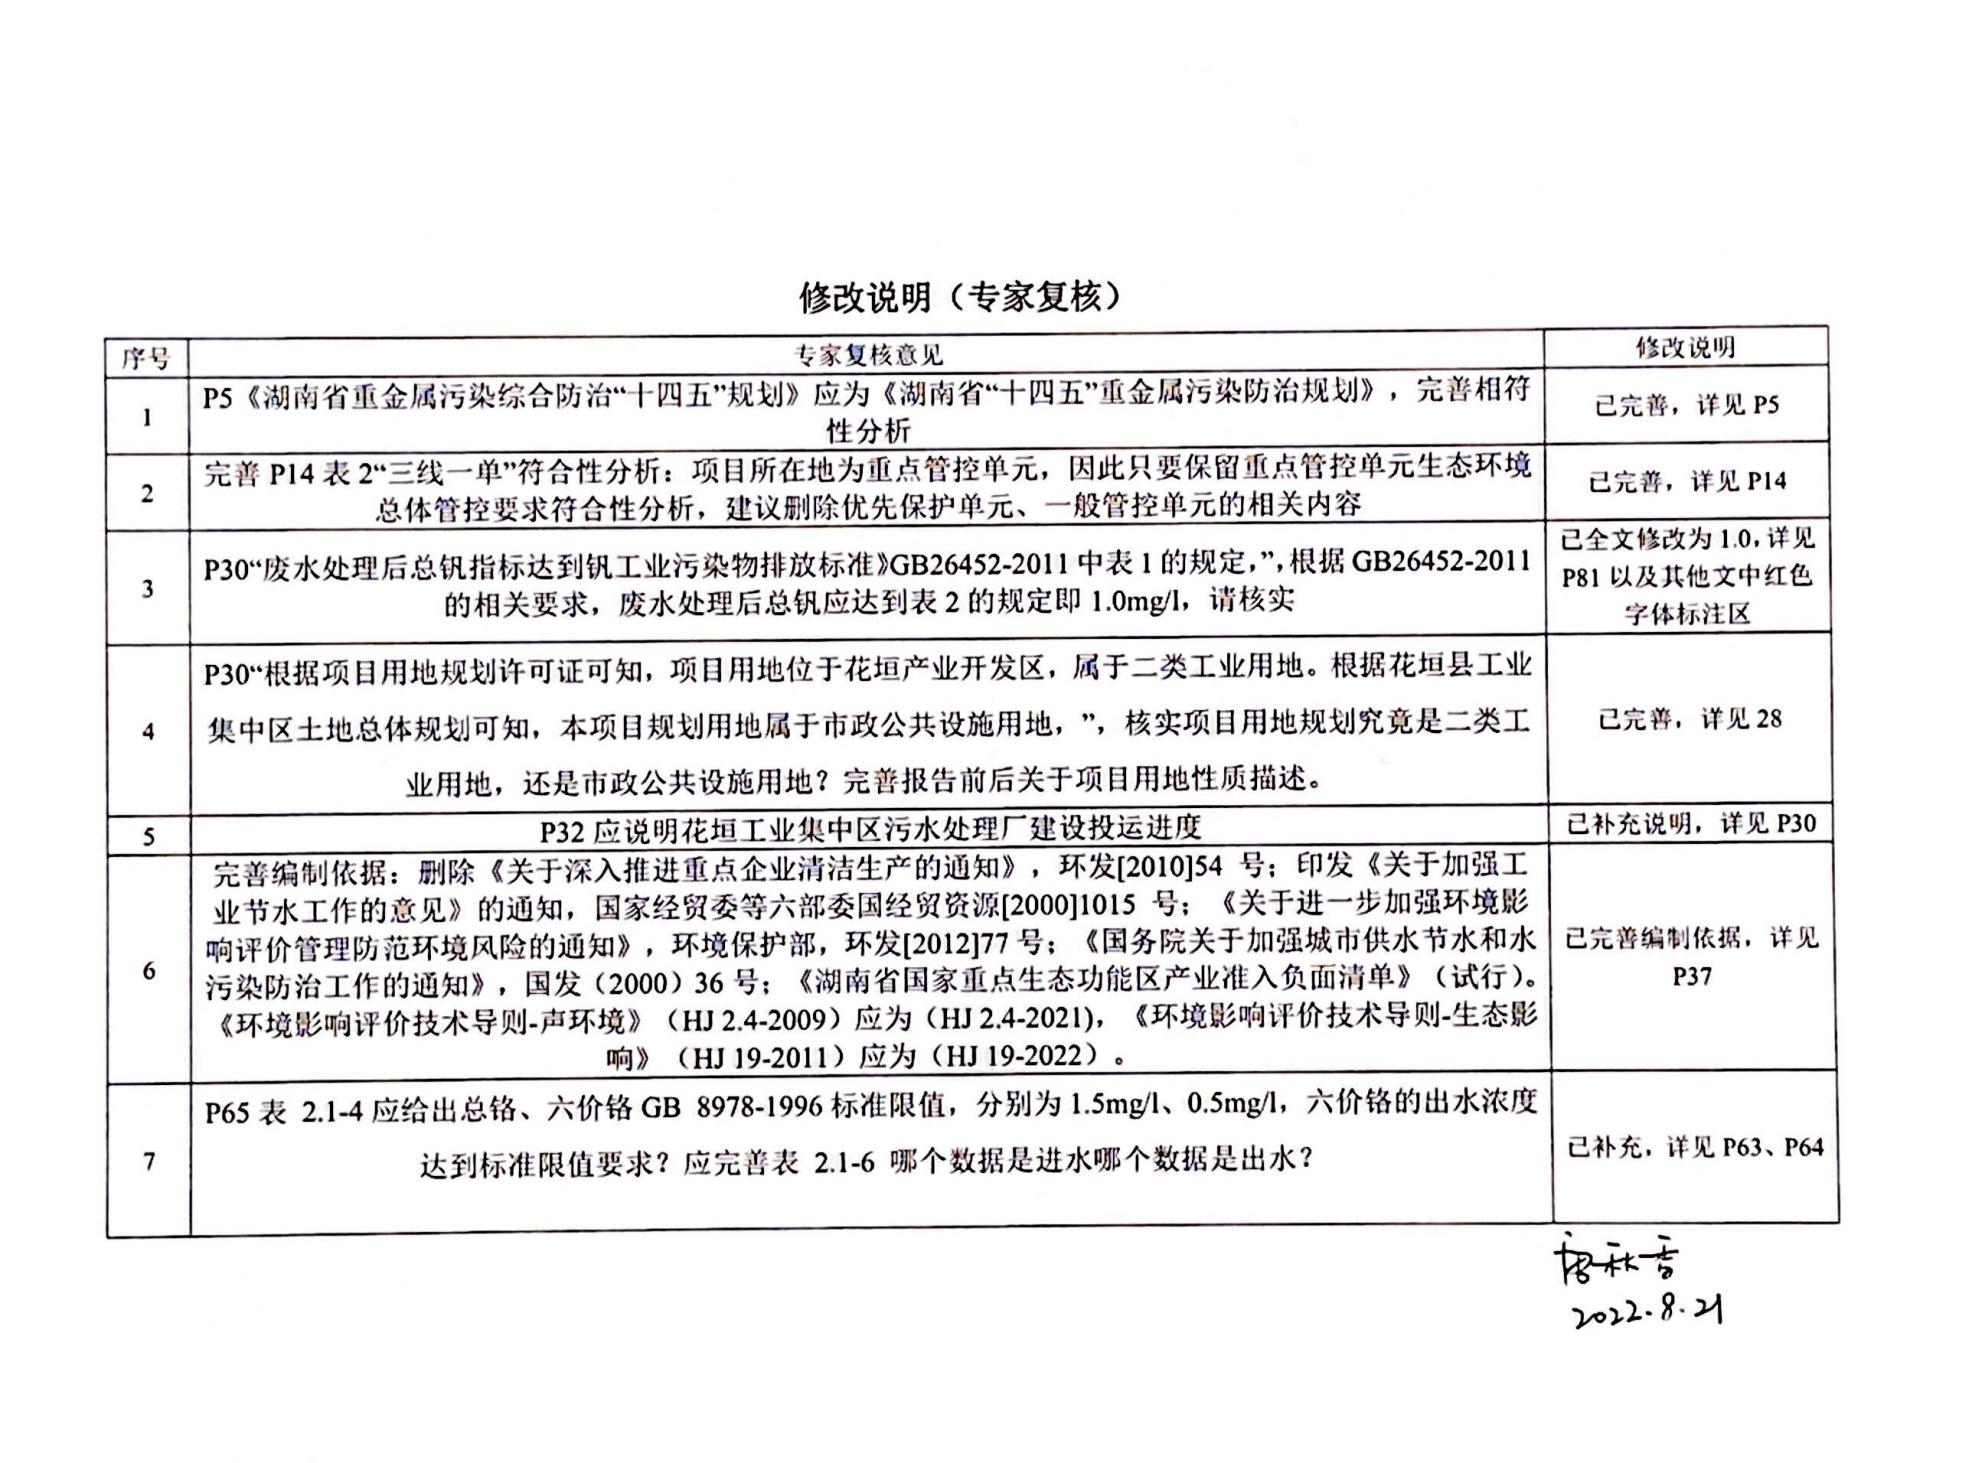 修改说明（专家复核）
序号 专家复核意见 修改说明
1 P5《湖南省重金属污染综合防治“十四五”规划》应为《湖南省“十四五”重金属污染防治规划》，完善相符
性分析
已完善，详见 P5
2 完善 P14 表 2“三线一单”符合性分析：项目所在地为重点管控单元，因此只要保留重点管控单元生态环境
总体管控要求符合性分析，建议删除优先保护单元、一般管控单元的相关内容
已完善，详见 P14
3 P30“废水处理后总钒指标达到钒工业污染物排放标准》GB26452-2011 中表 1 的规定，”，根据 GB26452-2011
的相关要求，废水处理后总钒应达到表 2 的规定即 1.0mg/l，请核实
已全文修改为 1.0，详见
P81 以及其他文中红色
字体标注区
4 P30“根据项目用地规划许可证可知，项目用地位于花垣产业开发区，属于二类工业用地。根据花垣县工业
集中区土地总体规划可知，本项目规划用地属于市政公共设施用地，”，核实项目用地规划究竟是二类工
业用地，还是市政公共设施用地？完善报告前后关于项目用地性质描述。
已完善，详见 28
5 P32 应说明花垣工业集中区污水处理厂建设投运进度 已补充说明，详见 P30
6 完善编制依据：删除《关于深入推进重点企业清洁生产的通知》，环发[2010]54 号；印发《关于加强工
业节水工作的意见》的通知，国家经贸委等六部委国经贸资源[2000]1015 号；《关于进一步加强环境影
响评价管理防范环境风险的通知》，环境保护部，环发[2012]77 号；《国务院关于加强城市供水节水和水
污染防治工作的通知》，国发（2000）36 号；《湖南省国家重点生态功能区产业准入负面清单》（试行）。
《环境影响评价技术导则-声环境》（HJ 2.4-2009）应为（HJ 2.4-2021)，《环境影响评价技术导则-生态影
响》（HJ 19-2011）应为（HJ 19-2022）。
已完善编制依据，详见
P37
7 P65 表 2.1-4 应给出总铬、六价铬 GB 8978-1996 标准限值，分别为 1.5mg/l、0.5mg/l，六价铬的出水浓度
达到标准限值要求？应完善表 2.1-6 哪个数据是进水哪个数据是出水？
已补充，详见 P63、P64
秋香
2022.8.21